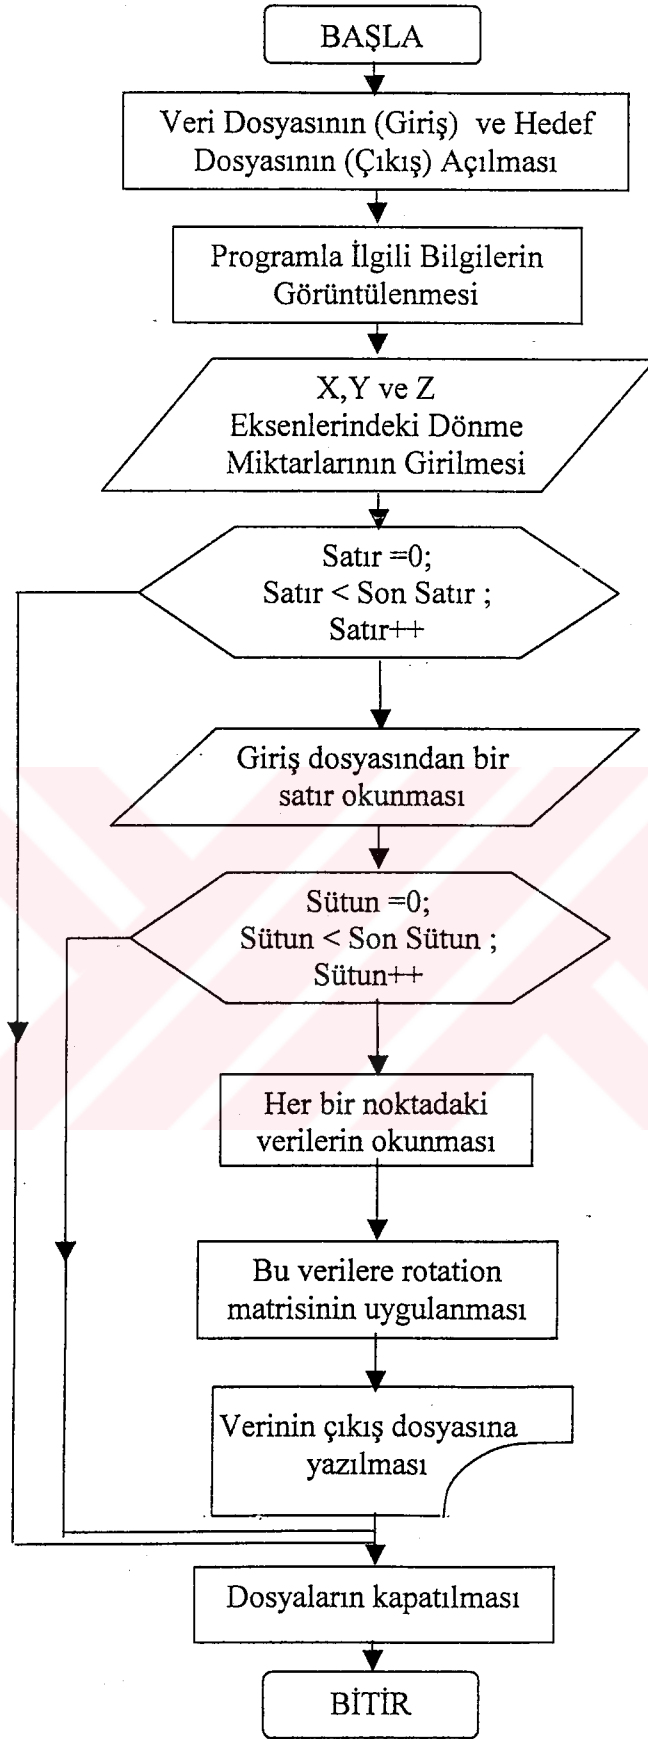 BAŞLA
Veri Dosyasının (Giriş) ve Hedef
Dosyasının (Çıkış) Açılması
Programla İlgili Bilgilerin
Görüntülenmesi
X,Y ve Z
Eksenlerindeki Dönme
Miktarlarının Girilmesi
Satır =0;
Satır < Son Satır ;
Satır++
Giriş dosyasından bir
satır okunması
Sütun =0;
Sütun < Son Sütun ;
Sütun++
Her bir noktadaki
verilerin okunması
Bu verilere rotation
matrisinin uygulanması
Verinin çıkış dosyasına
yazılması
Dosyaların kapatılması
BİTİR